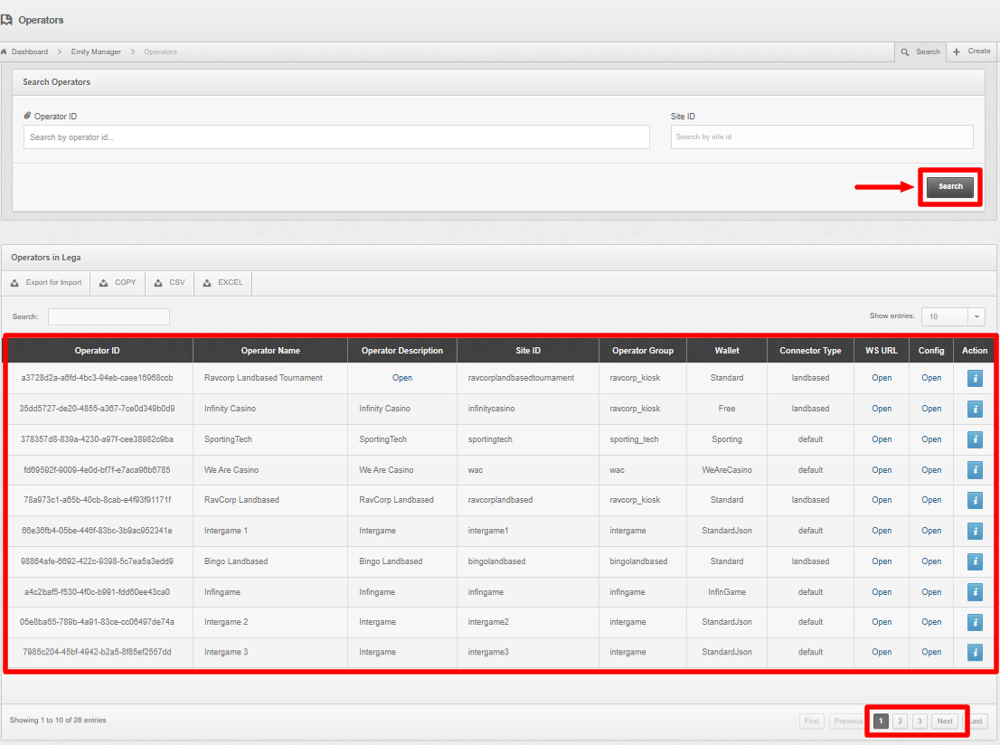 Operators
Dashboard > Emily Manager > Operators
Search
Create
Search Operators
Operator ID
Site ID
Search by operator id...
Search by site id
Search
Operators in Lega
Export for Import
COPY
CSV
EXCEL
Search:
Show entries: 10
Operator ID Operator Name Operator Description Site ID Operator Group Wallet Connector Type WS URL Config Action
a3728d2a-a6fd-4bc3-94eb-caee16968ccb Ravcorp Landbased Tournament Open ravcorplandbasedtournament ravcorp_kiosk Standard landbased Open Open
35dd5727-de20-4855-a367-7ce0d349b0d9 Infinity Casino Infinity Casino infinitycasino ravcorp_kiosk Free landbased Open Open
378357d8-839a-4230-a97f-cee38982c9ba SportingTech SportingTech sportingtech sporting_tech Sporting default Open Open
fd69592f-9009-4e0d-bf7f-e7aca96b6785 We Are Casino We Are Casino wac wac WeAreCasino default Open Open
78a973c1-a65b-40cb-8cab-e4f93f91171f RavCorp Landbased RavCorp Landbased ravcorplandbased ravcorp_kiosk Standard landbased Open Open
66e36fb4-05be-446f-83bc-3b9ac952341e Intergame 1 Intergame intergame1 intergame StandardJson default Open Open
98864afe-6692-422c-9398-5c7ea5a3edd9 Bingo Landbased Bingo Landbased bingolandbased bingolandbased Standard landbased Open Open
a4c2baf5-f530-4f0c-b991-fdd60ee43ca0 Infingame Infingame infingame infingame InfinGame default Open Open
05e8ba65-789b-4a91-83ce-cc06497de74a Intergame 2 Intergame intergame2 intergame StandardJson default Open Open
7985c204-45bf-4942-b2a5-8f85ef2557dd Intergame 3 Intergame intergame3 intergame StandardJson default Open Open
Showing 1 to 10 of 28 entries
First Previous 1 2 3 Next Last